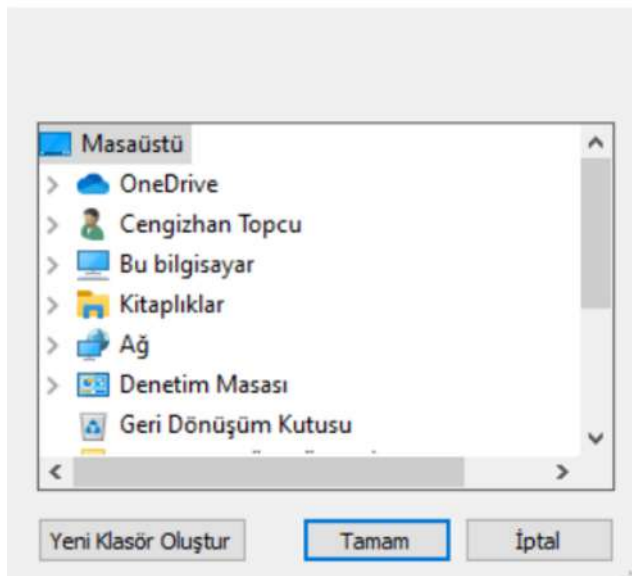 Masaüstü
OneDrive
Cengizhan Topcu
Bu bilgisayar
Kitaplıklar
Ağ
Denetim Masası
Geri Dönüşüm Kutusu
Yeni Klasör Oluştur Tamam İptal